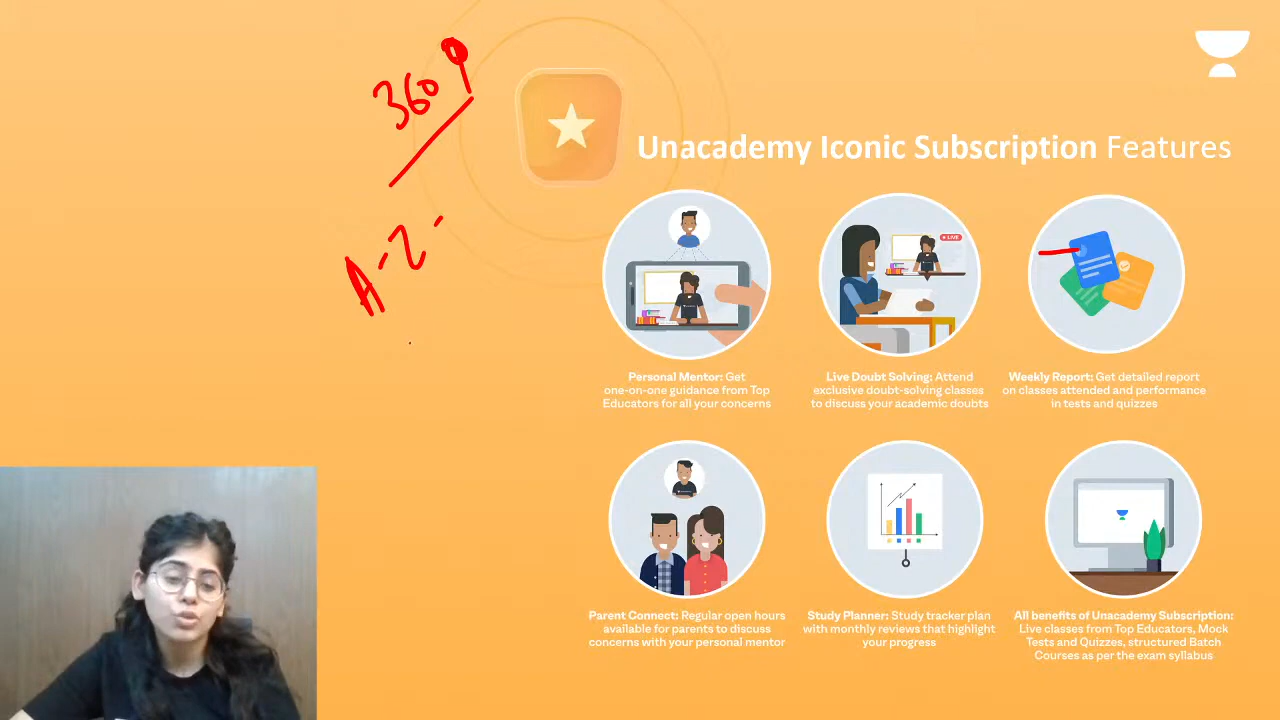 360°
A-Z-
Unacademy Iconic Subscription Features
LIVE
Personal Mentor: Get
one-on-one guidance from Top
Educators for all your concerns
Live Doubt Solving: Attend
exclusive doubt-solving classes
to discuss your academic doubts
Weekly Report: Get detailed report
on classes attended and performance
in tests and quizzes
Parent Connect: Regular open hours
available for parents to discuss
concerns with your personal mentor
Study Planner: Study tracker plan
with monthly reviews that highlight
your progress
All benefits of Unacademy Subscription:
Live classes from Top Educators, Mock
Tests and Quizzes, structured Batch
Courses as per the exam syllabus